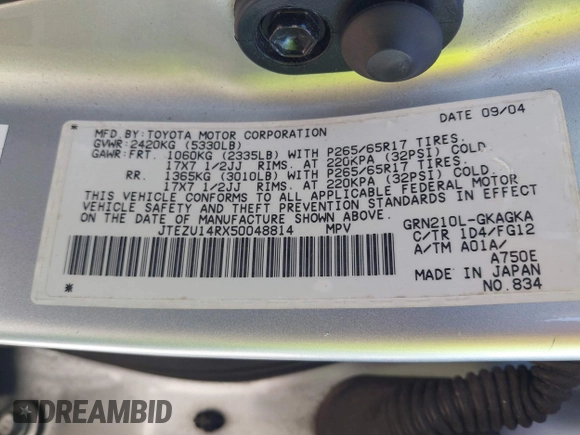 DATE 09/04
MFD. BY: TOYOTA MOTOR CORPORATION
GVWR: 2420KG (5330LB)
GAWR: FRT. 1060KG (2335LB) WITH P265/65R17 TIRES.
17X7 1/2JJ RIMS. AT 220KPA (32PSI) COLD.
RR. 1365KG (3010LB) WITH P265/65R17 TIRES.
17X7 1/2JJ RIMS. AT 220KPA (32PSI) COLD.
THIS VEHICLE CONFORMS TO ALL APPLICABLE FEDERAL MOTOR
VEHICLE SAFETY AND BUMPER STANDARDS IN EFFECT
ON THE DATE OF MANUFACTURE SHOWN ABOVE.
* JTEZU14RX50048814 MPV GRN210L-GKAGKA
C/TR 1D4/FG12
A/TM A01A/
A750E
MADE IN JAPAN
* NO.834
DREAMBID